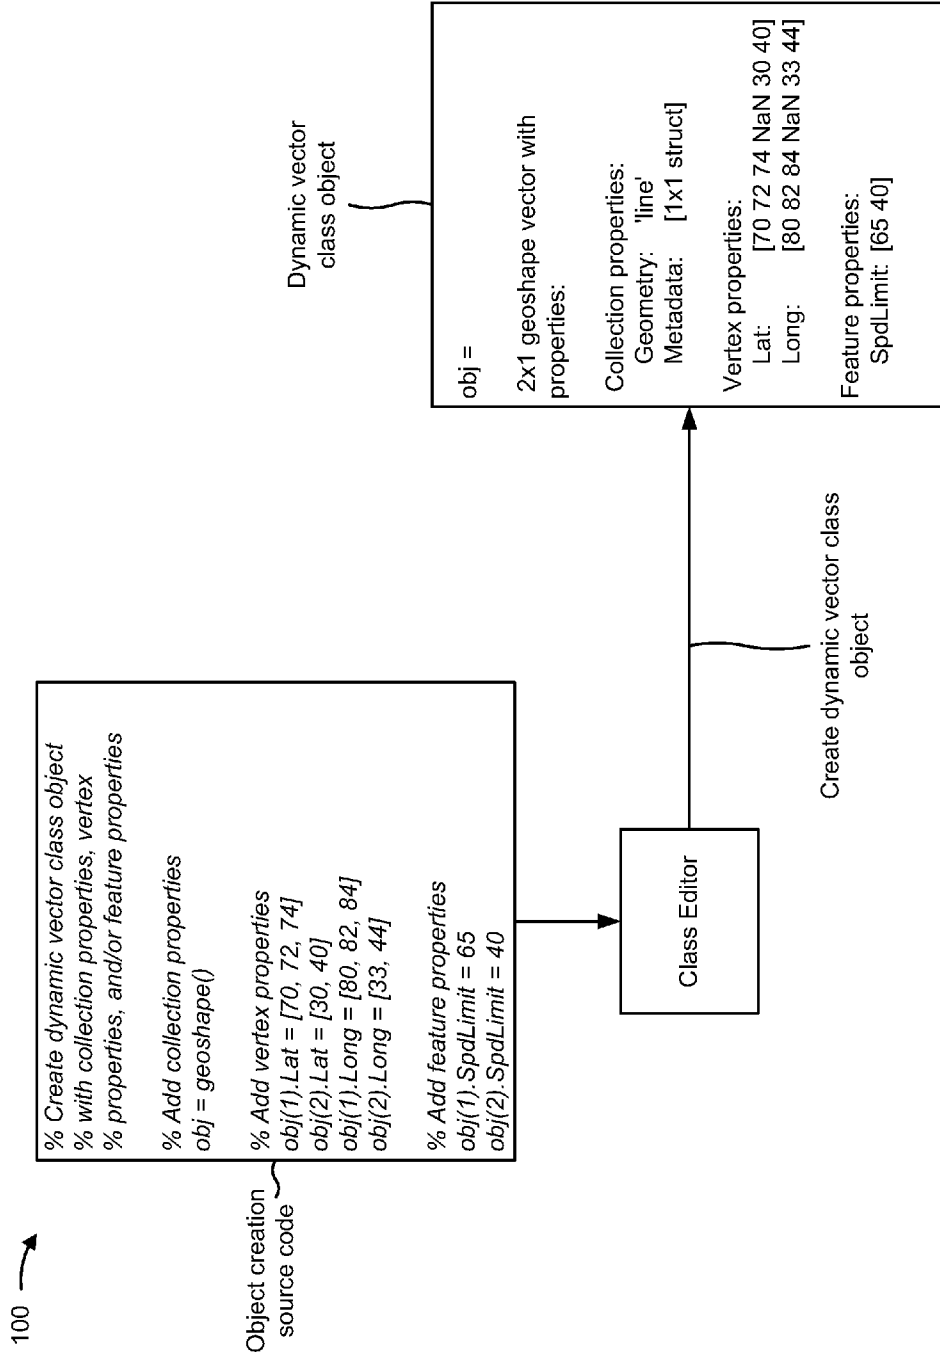 100
Object creation
source code
% Create dynamic vector class object
% with collection properties, vertex
% properties, and/or feature properties
% Add collection properties
obj = geoshape()
% Add vertex properties
obj(1).Lat = [70, 72, 74]
obj(2).Lat = [30, 40]
obj(1).Long = [80, 82, 84]
obj(2).Long = [33, 44]
% Add feature properties
obj(1).SpdLimit = 65
obj(2).SpdLimit = 40
Class Editor
Create dynamic vector class
object
Dynamic vector
class object
obj =
2x1 geoshape vector with
properties:
Collection properties:
Geometry: 'line'
Metadata: [1x1 struct]
Vertex properties:
Lat: [70 72 74 NaN 30 40]
Long: [80 82 84 NaN 33 44]
Feature properties:
SpdLimit: [65 40]